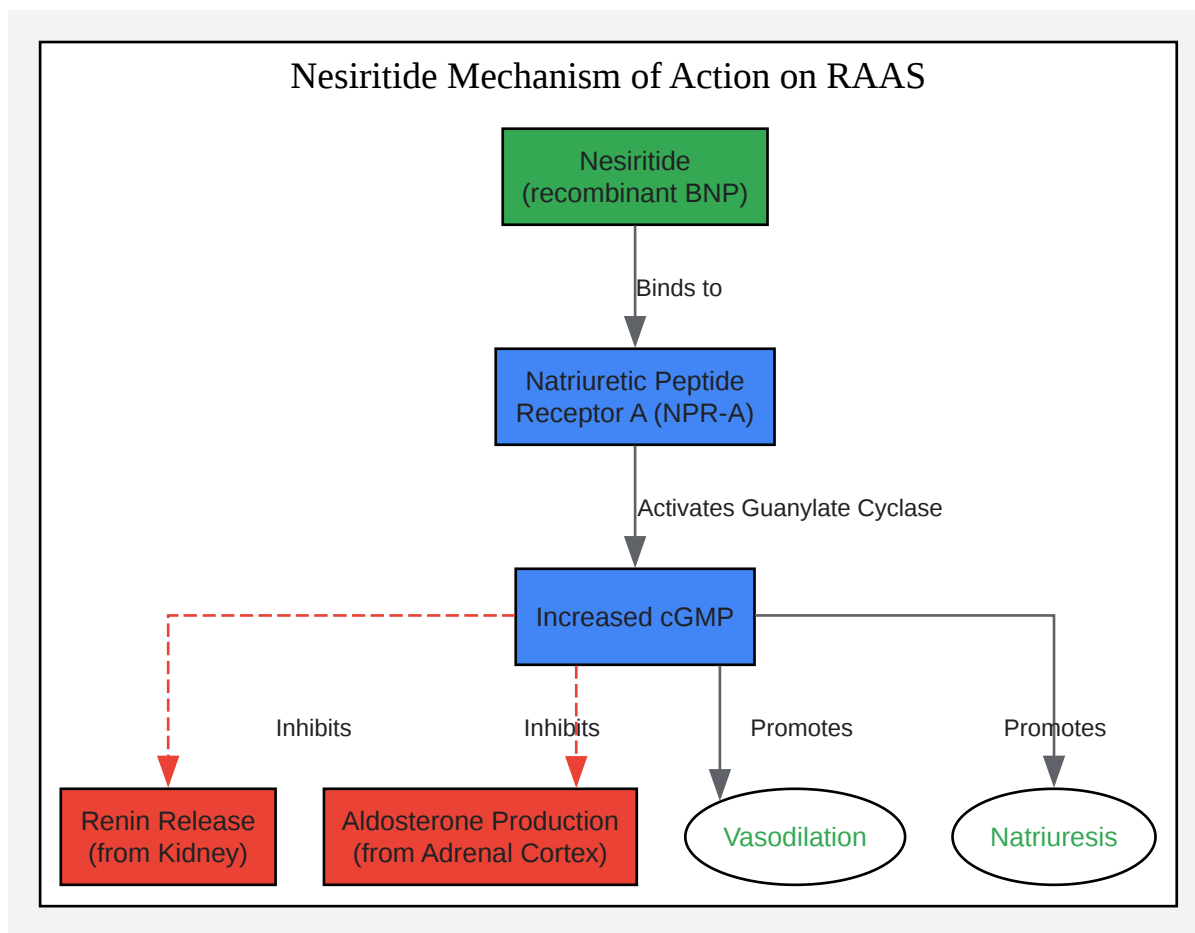 Nesiritide Mechanism of Action on RAAS
Nesiritide
(recombinant BNP)
Binds to
Natriuretic Peptide
Receptor A (NPR-A)
Activates Guanylate Cyclase
Increased cGMP
Inhibits
Inhibits
Promotes
Promotes
Renin Release
(from Kidney)
Aldosterone Production
(from Adrenal Cortex)
Vasodilation
Natriuresis